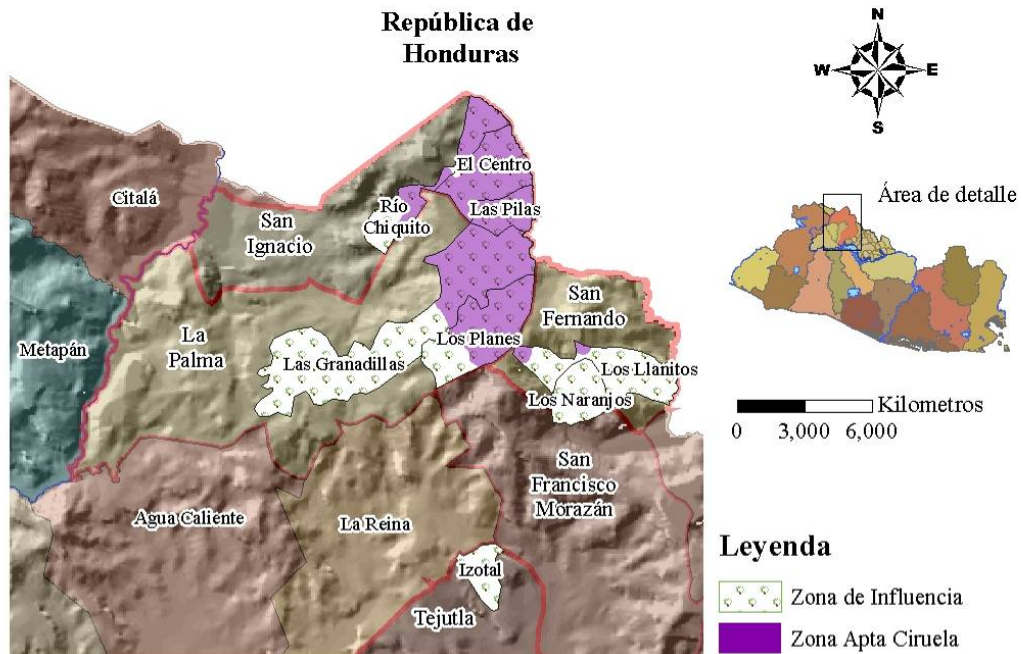 República de
Honduras
N
W
E
S
Área de detalle
Citalá
El Centro
Río
Chiquito
Las Pilas
San
Ignacio
San
Fernando
Metapán
La
Palma
Los Planes
Las Granadillas
Los Llanitos
Los Naranjos
Kilometros
0 3,000 6,000
San
Francisco
Morazán
Agua Caliente
La Reina
Izotal
Tejutla
Leyenda
Zona de Influencia
Zona Apta Ciruela